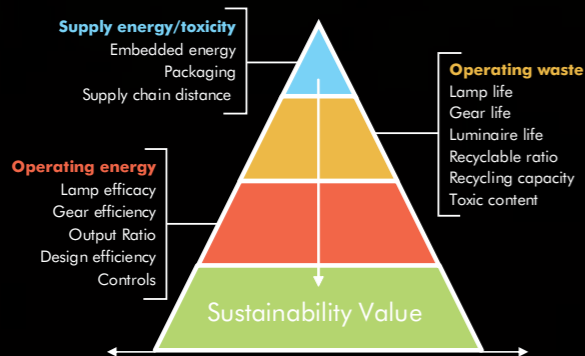 Supply energy/toxicity
Embedded energy
Packaging
Supply chain distance
Operating waste
Lamp life
Gear life
Luminaire life
Recyclable ratio
Recycling capacity
Toxic content
Operating energy
Lamp efficacy
Gear efficiency
Output Ratio
Design efficiency
Controls
Sustainability Value